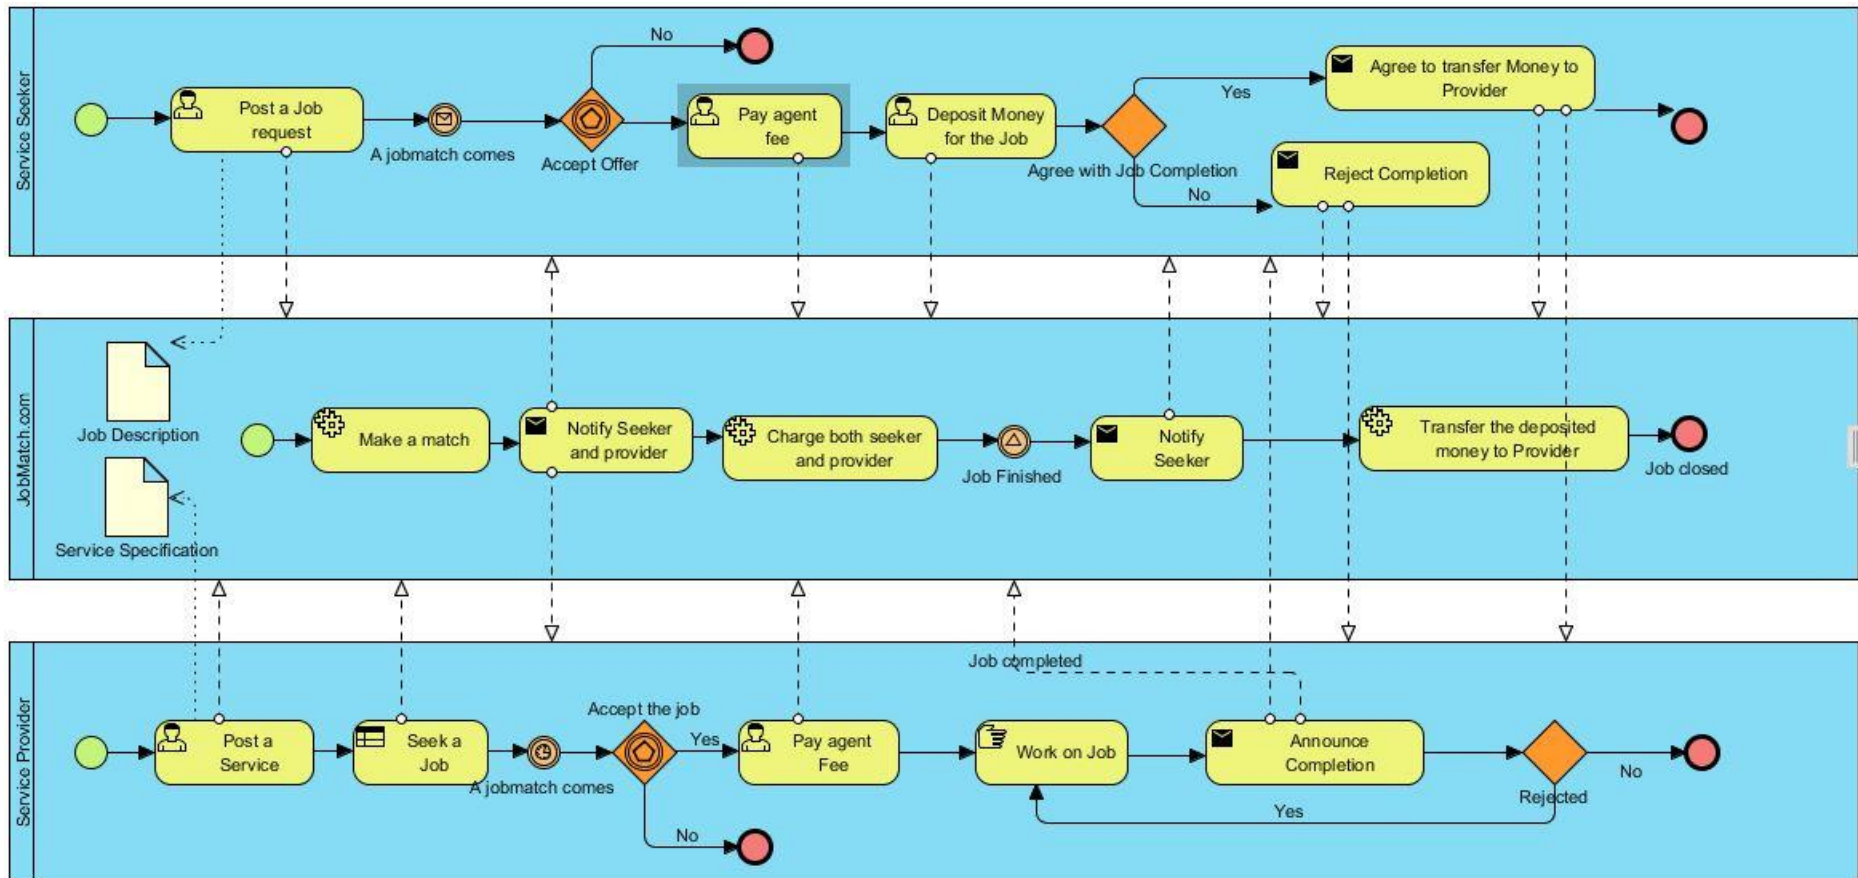 Service Seeker
No
Post a Job
request
A jobmatch comes
Accept Offer
Pay agent
fee
Deposit Money
for the Job
Agree with Job Completion
Yes
Agree to transfer Money to
Provider
No
Reject Completion
JobMatch.com
Job Description
Service Specification
Make a match
Notify Seeker
and provider
Charge both seeker
and provider
Job Finished
Notify
Seeker
Transfer the deposited
money to Provider
Job closed
Service Provider
Post a
Service
Seek a
Job
A jobmatch comes
Accept the job
Yes
No
Pay agent
Fee
Job completed
Work on Job
Announce
Completion
Rejected
No
Yes